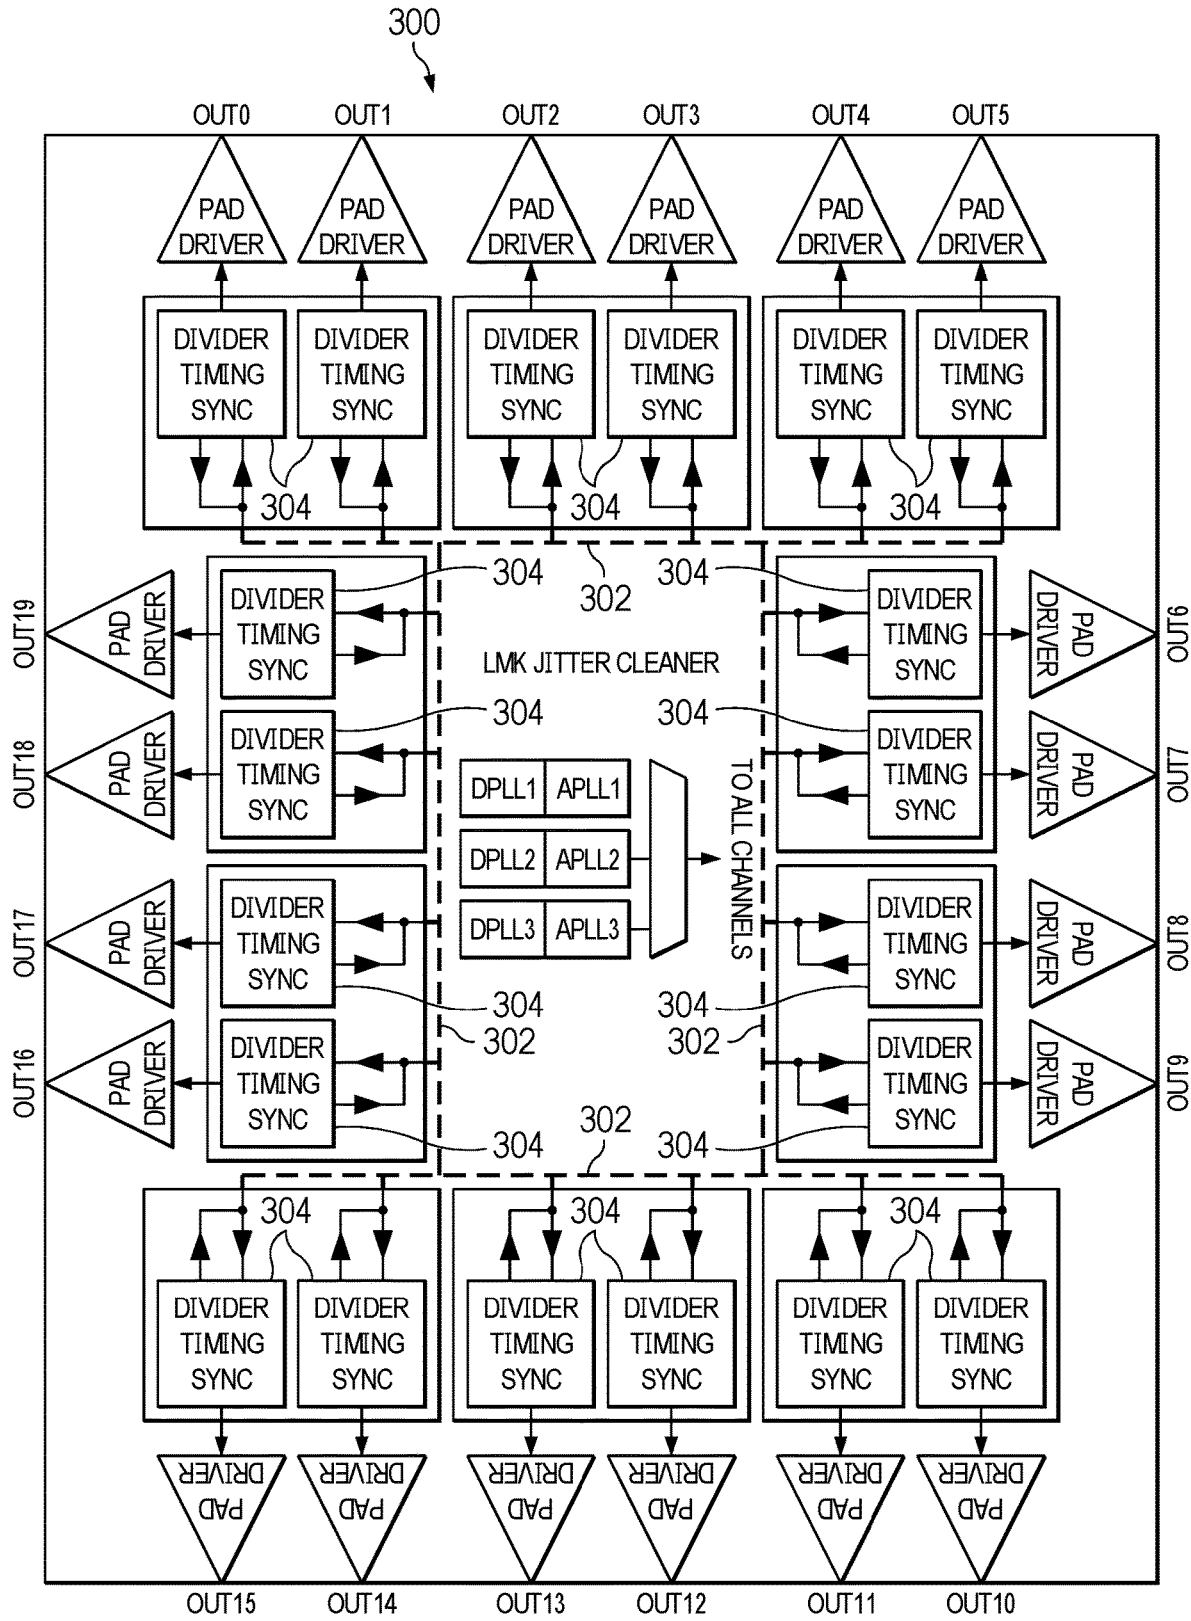 300
OUT0 OUT1 OUT2 OUT3 OUT4 OUT5
PAD PAD PAD PAD PAD PAD
DRIVER DRIVER DRIVER DRIVER DRIVER DRIVER
DIVIDER DIVIDER DIVIDER DIVIDER DIVIDER DIVIDER
TIMING TIMING TIMING TIMING TIMING TIMING
SYNC SYNC SYNC SYNC SYNC SYNC
304 304 304
302
OUT19
PAD
DRIVER
DIVIDER
TIMING
SYNC
304
304
DIVIDER
TIMING
SYNC
PAD
DRIVER
OUT6
LMK JITTER CLEANER
OUT18
PAD
DRIVER
DIVIDER
TIMING
SYNC
304
304
DIVIDER
TIMING
SYNC
PAD
DRIVER
OUT7
DPLL1 APLL1
DPLL2 APLL2
DPLL3 APLL3
TO ALL CHANNELS
OUT17
PAD
DRIVER
DIVIDER
TIMING
SYNC
304
302
304
302
DIVIDER
TIMING
SYNC
PAD
DRIVER
OUT8
OUT16
PAD
DRIVER
DIVIDER
TIMING
SYNC
304
304
DIVIDER
TIMING
SYNC
PAD
DRIVER
OUT9
302
304 304 304
DIVIDER DIVIDER DIVIDER DIVIDER DIVIDER DIVIDER
TIMING TIMING TIMING TIMING TIMING TIMING
SYNC SYNC SYNC SYNC SYNC SYNC
DRIVER DRIVER DRIVER DRIVER DRIVER DRIVER
PAD PAD PAD PAD PAD PAD
OUT15 OUT14 OUT13 OUT12 OUT11 OUT10